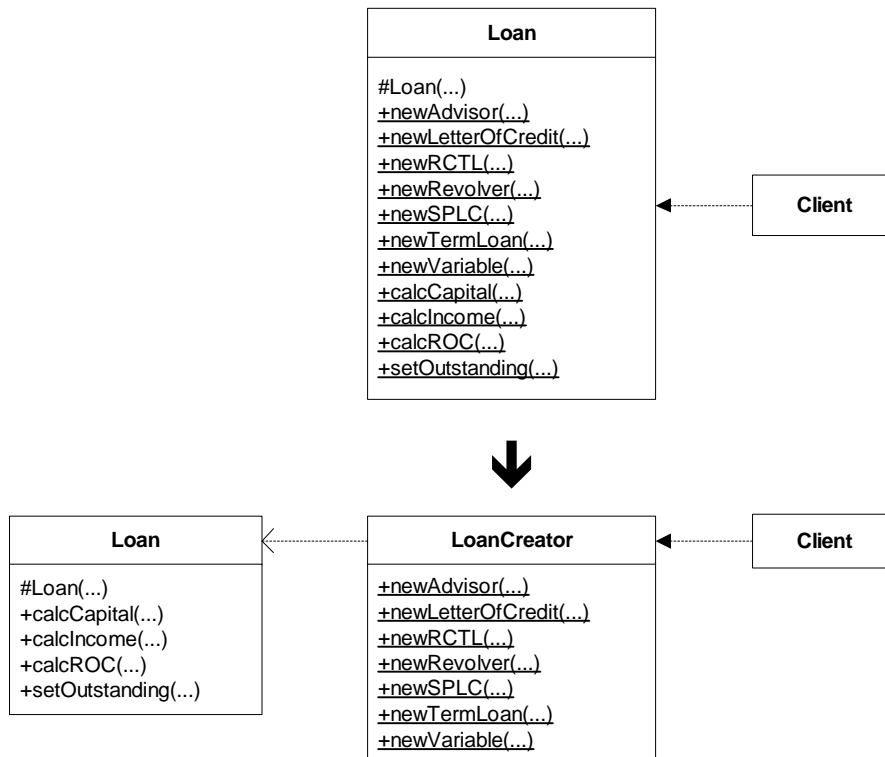 Loan
#Loan(...)
+newAdvisor(...)
+newLetterOfCredit(...)
+newRCTL(...)
+newRevolver(...)
+newSPLC(...)
+newTermLoan(...)
+newVariable(...)
+calcCapital(...)
+calcIncome(...)
+calcROC(...)
+setOutstanding(...)
Client
Loan
#Loan(...)
+calcCapital(...)
+calcIncome(...)
+calcROC(...)
+setOutstanding(...)
LoanCreator
+newAdvisor(...)
+newLetterOfCredit(...)
+newRCTL(...)
+newRevolver(...)
+newSPLC(...)
+newTermLoan(...)
+newVariable(...)
Client